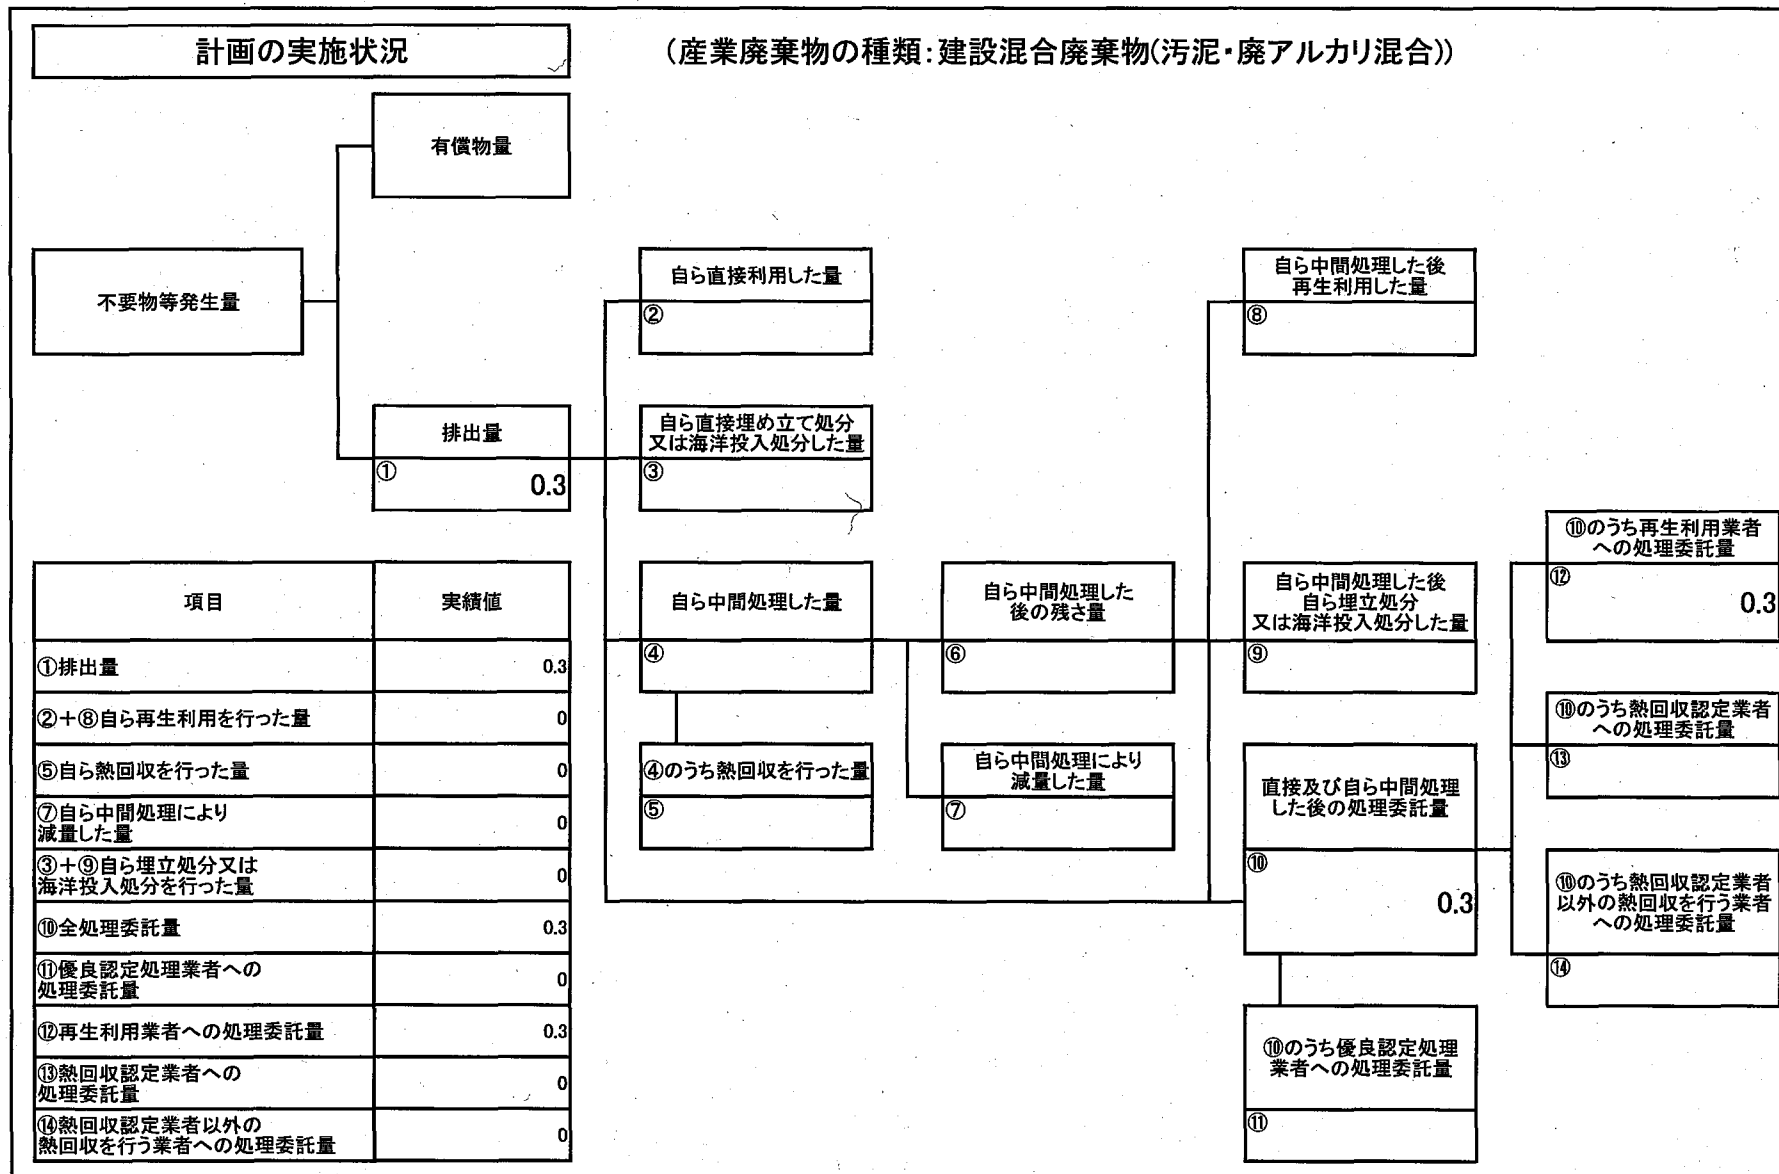 計画の実施状況
(産業廃棄物の種類:建設混合廃棄物(汚泥・廃アルカリ混合))
有償物量
不要物等発生量
排出量
①
0.3
自ら直接利用した量
②
自ら直接埋め立て処分
又は海洋投入処分した量
③
自ら中間処理した量
④
④のうち熱回収を行った量
⑤
自ら中間処理した
後の残さ量
⑥
自ら中間処理により
減量した量
⑦
自ら中間処理した後
再生利用した量
⑧
自ら中間処理した後
自ら埋立処分
又は海洋投入処分した量
⑨
直接及び自ら中間処理
した後の処理委託量
⑩
0.3
⑩のうち優良認定処理
業者への処理委託量
⑪
⑩のうち再生利用業者
への処理委託量
⑫
0.3
⑩のうち熱回収認定業者
への処理委託量
⑬
⑩のうち熱回収認定業者
以外の熱回収を行う業者
への処理委託量
⑭
項目 実績値
①排出量 0.3
②+⑧自ら再生利用を行った量 0
⑤自ら熱回収を行った量 0
⑦自ら中間処理により
減量した量 0
③+⑨自ら埋立処分又は
海洋投入処分を行った量 0
⑩全処理委託量 0.3
⑪優良認定処理業者への
処理委託量 0
⑫再生利用業者への処理委託量 0.3
⑬熱回収認定業者への
処理委託量 0
⑭熱回収認定業者以外の
熱回収を行う業者への処理委託量 0